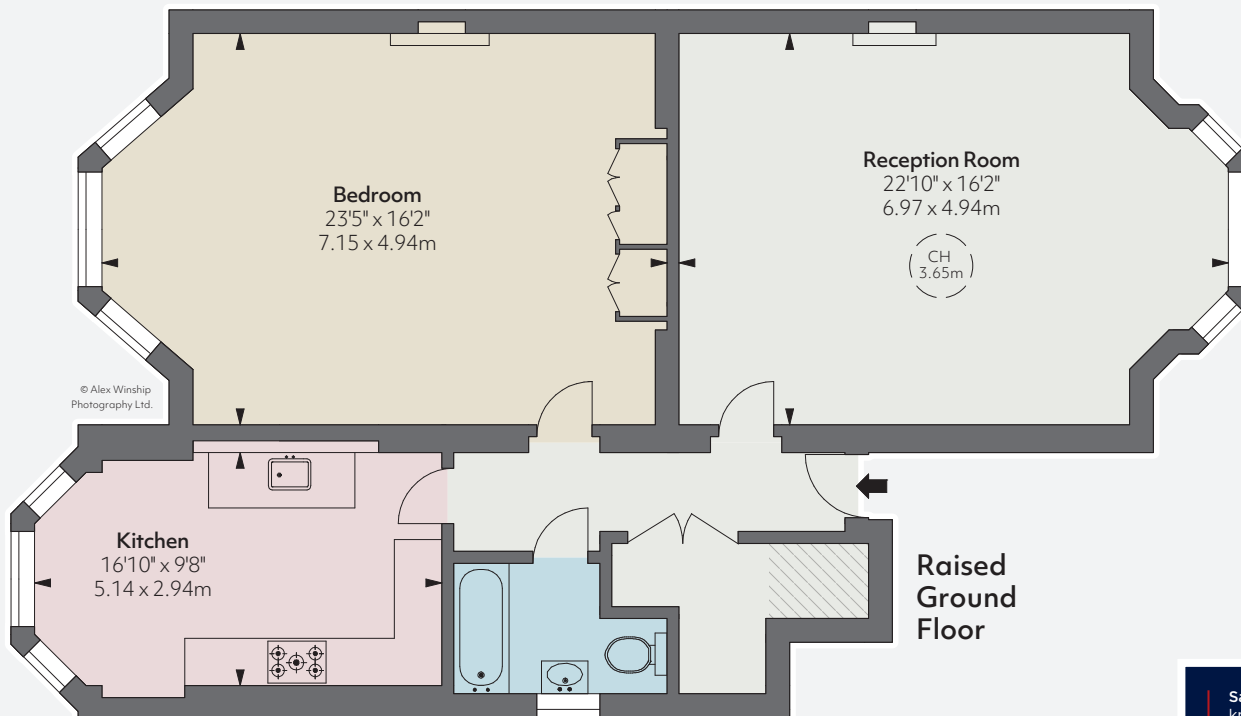 Bedroom
23'5" x 16'2"
7.15 x 4.94m
Reception Room
22'10" x 16'2"
6.97 x 4.94m
CH
3.65m
© Alex Winship
Photography Ltd.
Kitchen
16'10" x 9'8"
5.14 x 2.94m
Raised
Ground
Floor